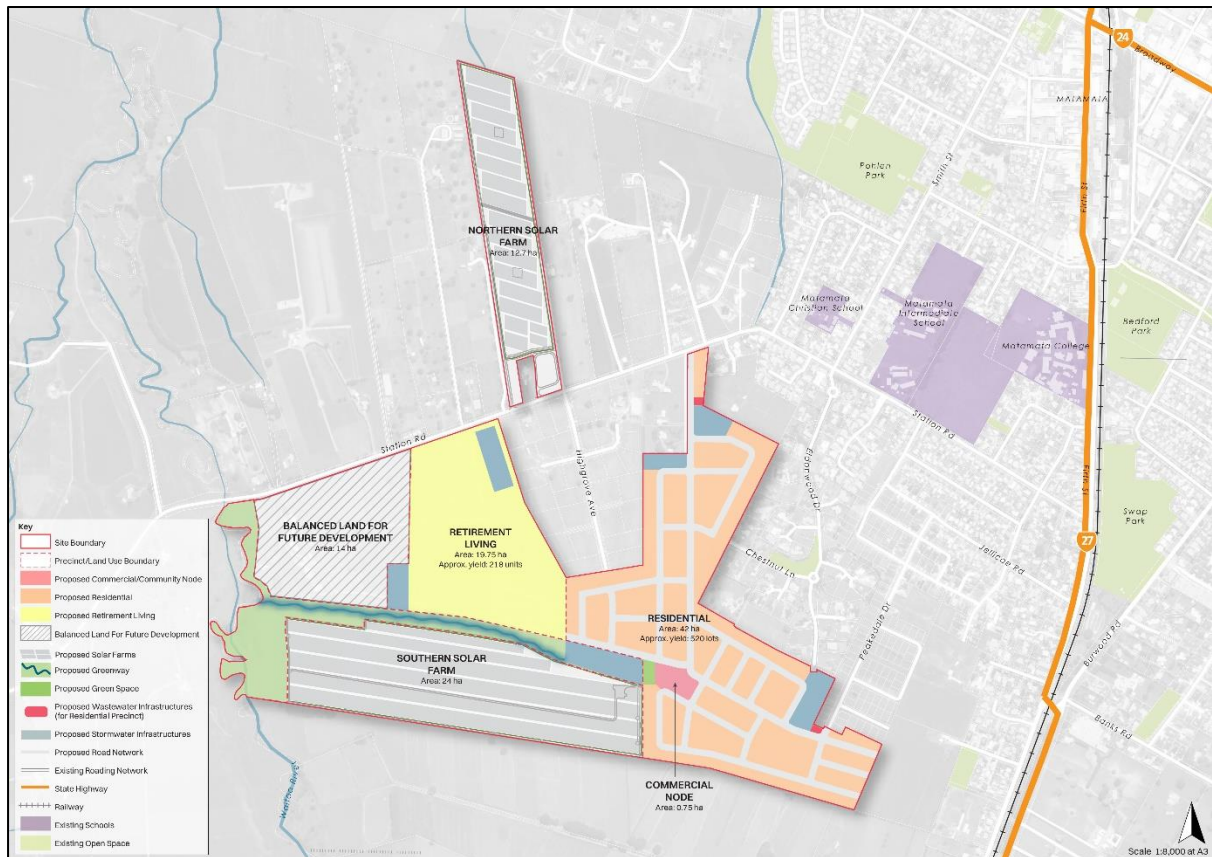 24
Broadway
MATAMATA
Pohlen
Park
Smith St
Firth St
NORTHERN SOLAR
FARM
Area: 12.7 ha
Matamata
Christian School
Matamata
Intermediate
School
Matamata College
Bedford
Park
Station Rd
Station Rd
Highgrove Ave
Eldonwood Dr
Firth St
Swap
Park
27
Jellicoe Rd
Chestnut Ln
Peakedale Dr
Burwood Rd
Banks Rd
BALANCED LAND FOR
FUTURE DEVELOPMENT
Area: 14 ha
RETIREMENT
LIVING
Area: 19.75 ha
Approx. yield: 218 units
RESIDENTIAL
Area: 42 ha
Approx. yield: 520 lots
SOUTHERN SOLAR
FARM
Area: 24 ha
COMMERCIAL
NODE
Area: 0.75 ha
Waitoa River
Key
Site Boundary
Precinct/Land Use Boundary
Proposed Commercial/Community Node
Proposed Residential
Proposed Retirement Living
Balanced Land For Future Development
Proposed Solar Farms
Proposed Greenway
Proposed Green Space
Proposed Wastewater Infrastructures
(for Residential Precinct)
Proposed Stormwater Infrastructures
Proposed Road Network
Existing Roading Network
State Highway
Railway
Existing Schools
Existing Open Space
Scale 1:8,000 at A3